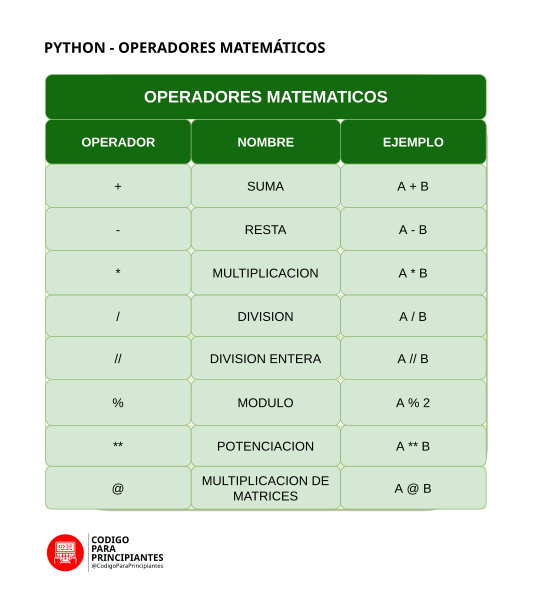 PYTHON - OPERADORES MATEMÁTICOS
OPERADORES MATEMATICOS
OPERADOR NOMBRE EJEMPLO
+ SUMA A + B
- RESTA A - B
* MULTIPLICACION A * B
/ DIVISION A / B
// DIVISION ENTERA A // B
% MODULO A % 2
** POTENCIACION A ** B
@ MULTIPLICACION DE MATRICES A @ B
CODIGO
PARA
PRINCIPIANTES
@CodigoParaPrincipiantes